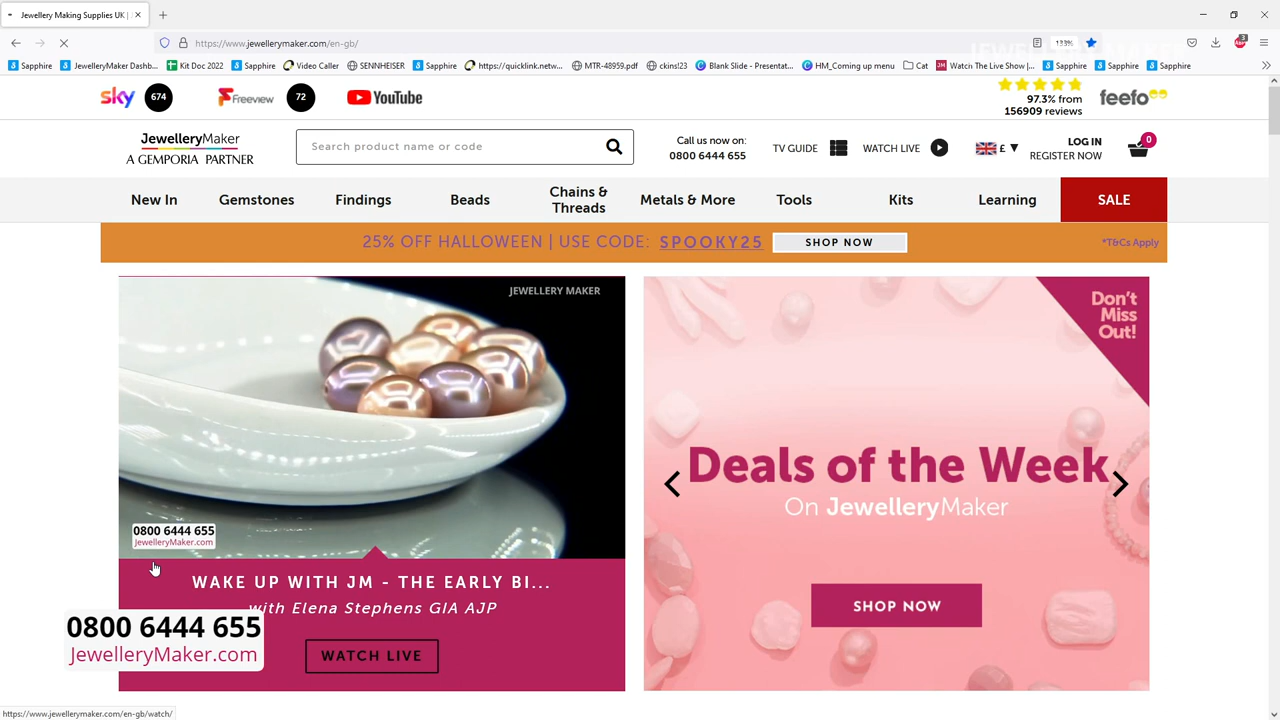 Jewellery Making Supplies UK |
https://www.jewellerymaker.com/en-gb/
133%
3
Sapphire
JewelleryMaker Dashb...
Kit Doc 2022
Sapphire
Video Caller
SENNHEISER
Sapphire
https://quicklink.netw...
MTR-48959.pdf
ckins123
Blank Slide - Presentat...
HM_Coming up menu
Cat
Watch The Live Show |...
Sapphire
Sapphire
Sapphire
sky 674
Freeview 72
YouTube
97.3% from
156909 reviews
feefo
JewelleryMaker
A GEMPORIA PARTNER
Search product name or code
Call us now on:
0800 6444 655
TV GUIDE
WATCH LIVE
£
LOG IN
REGISTER NOW
0
New In
Gemstones
Findings
Beads
Chains &
Threads
Metals & More
Tools
Kits
Learning
SALE
25% OFF HALLOWEEN | USE CODE: SPOOKY25 SHOP NOW
*T&Cs Apply
JEWELLERY MAKER
0800 6444 655
JewelleryMaker.com
WAKE UP WITH JM - THE EARLY BI...
with Elena Stephens GIA AJP
WATCH LIVE
Don't
Miss
Out!
Deals of the Week
On JewelleryMaker
SHOP NOW
0800 6444 655
JewelleryMaker.com
https://www.jewellerymaker.com/en-gb/watch/